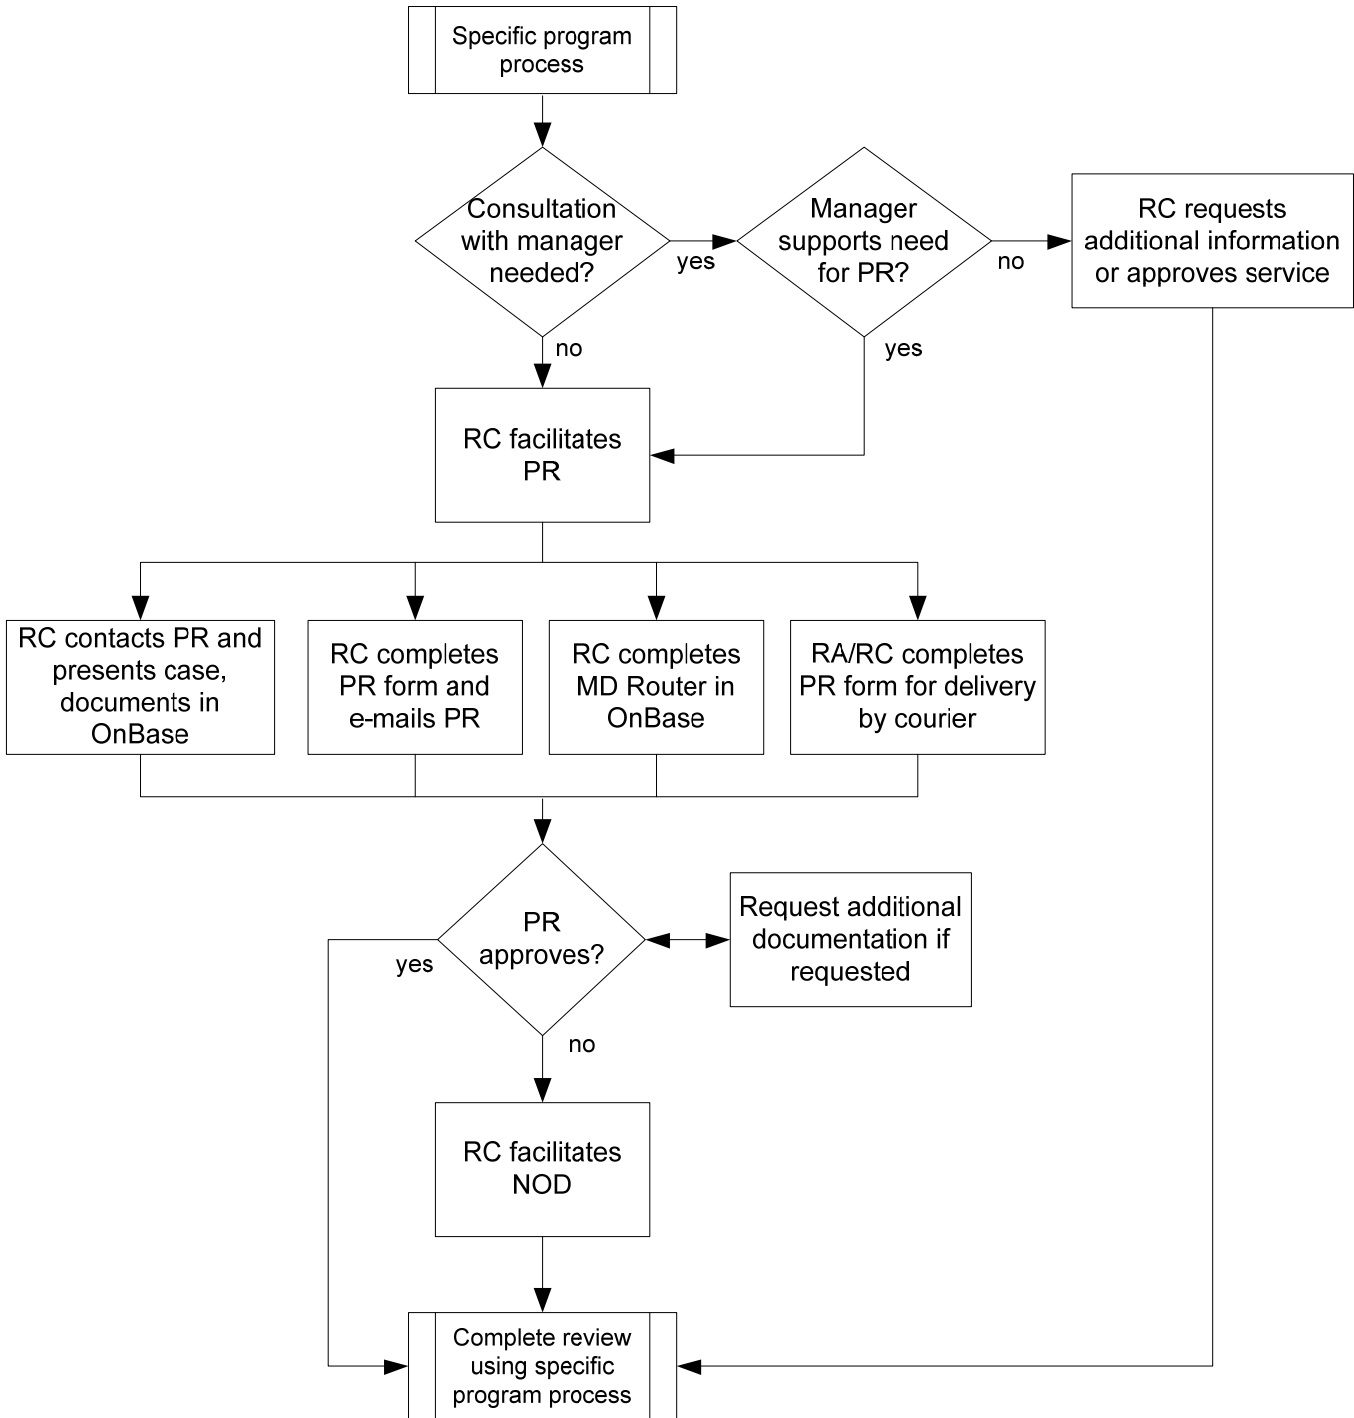 Specific program
process
Consultation
with manager
needed?
yes
no
Manager
supports need
for PR?
no
yes
RC requests
additional information
or approves service
RC facilitates
PR
RC contacts PR and
presents case,
documents in
OnBase
RC completes
PR form and
e-mails PR
RC completes
MD Router in
OnBase
RA/RC completes
PR form for delivery
by courier
PR
approves?
yes
no
Request additional
documentation if
requested
RC facilitates
NOD
Complete review
using specific
program process